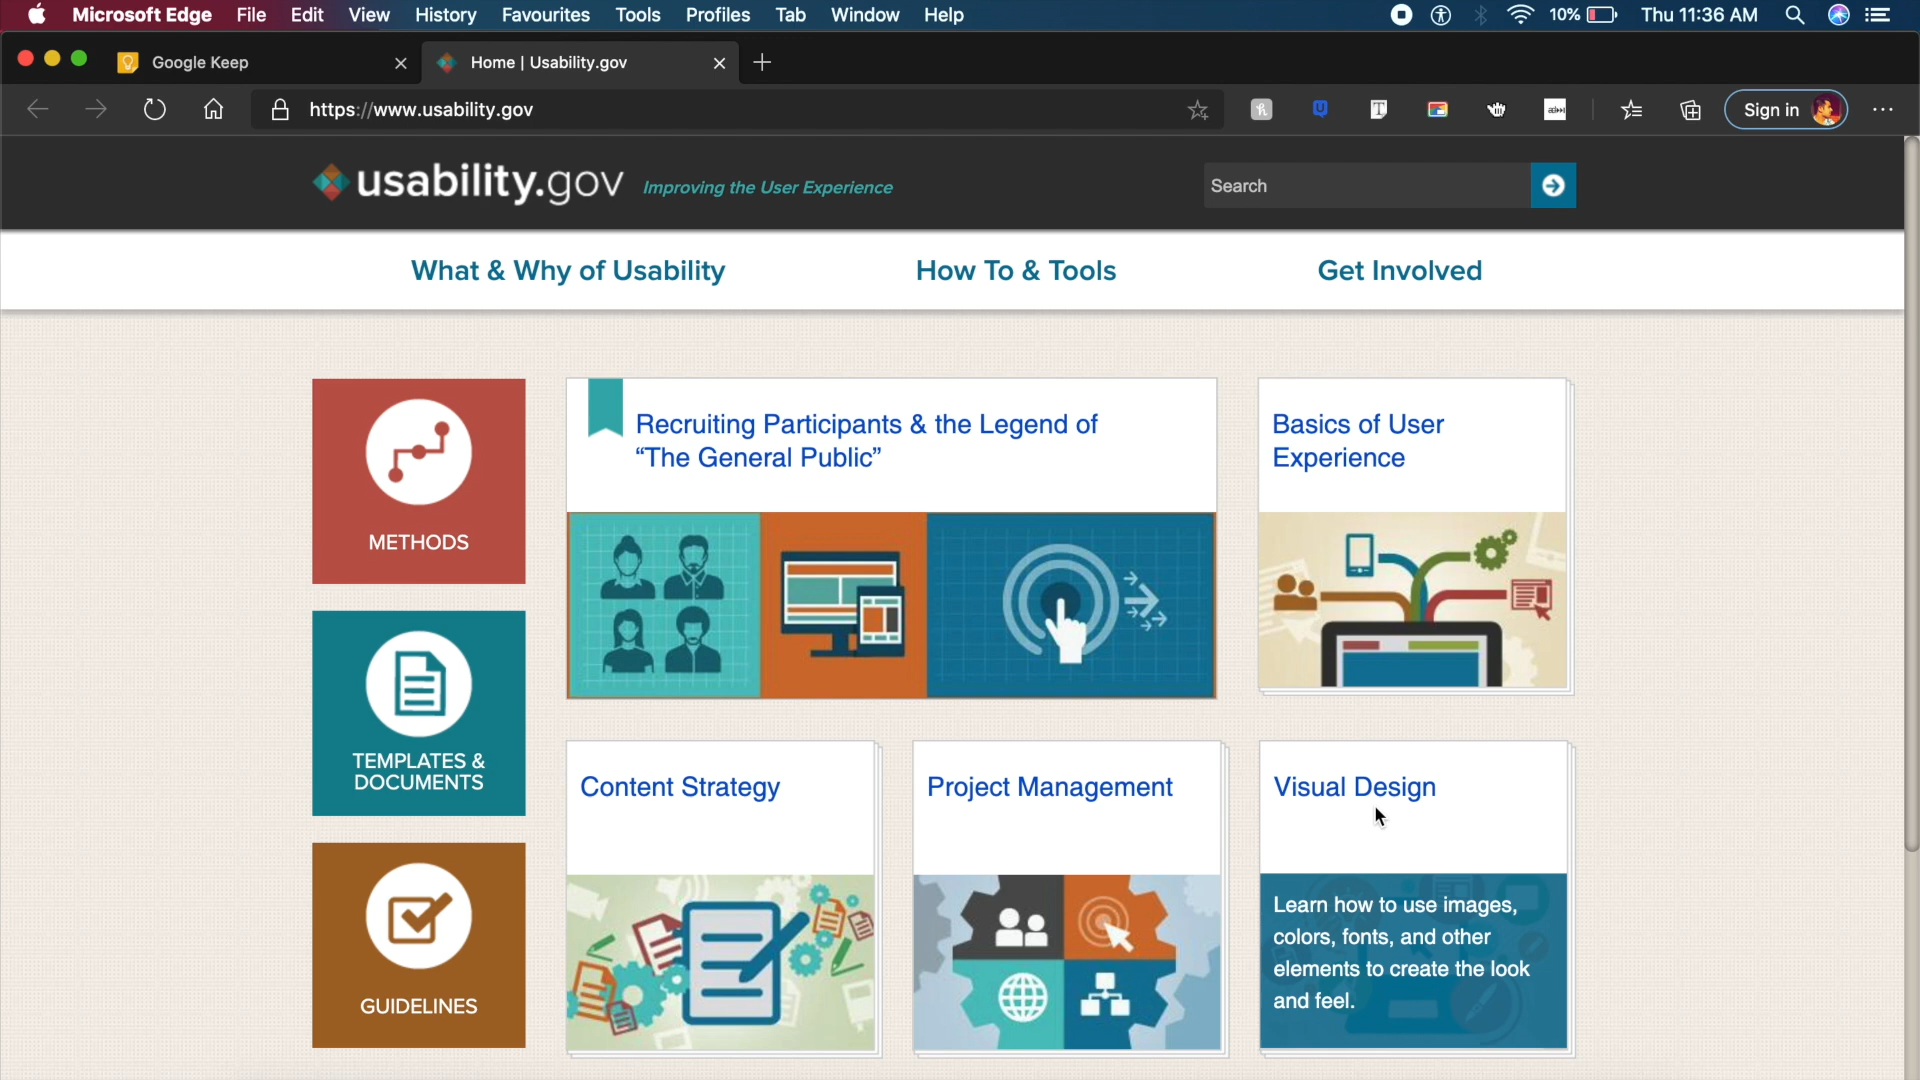 Microsoft Edge File Edit View History Favourites Tools Profiles Tab Window Help 10% Thu 11:36 AM
Google Keep Home | Usability.gov
https://www.usability.gov Sign in
usability.gov Improving the User Experience Search
What & Why of Usability How To & Tools Get Involved
METHODS
Recruiting Participants & the Legend of
“The General Public”
Basics of User
Experience
TEMPLATES &
DOCUMENTS
Content Strategy Project Management Visual Design
Learn how to use images,
colors, fonts, and other
elements to create the look
and feel.
GUIDELINES